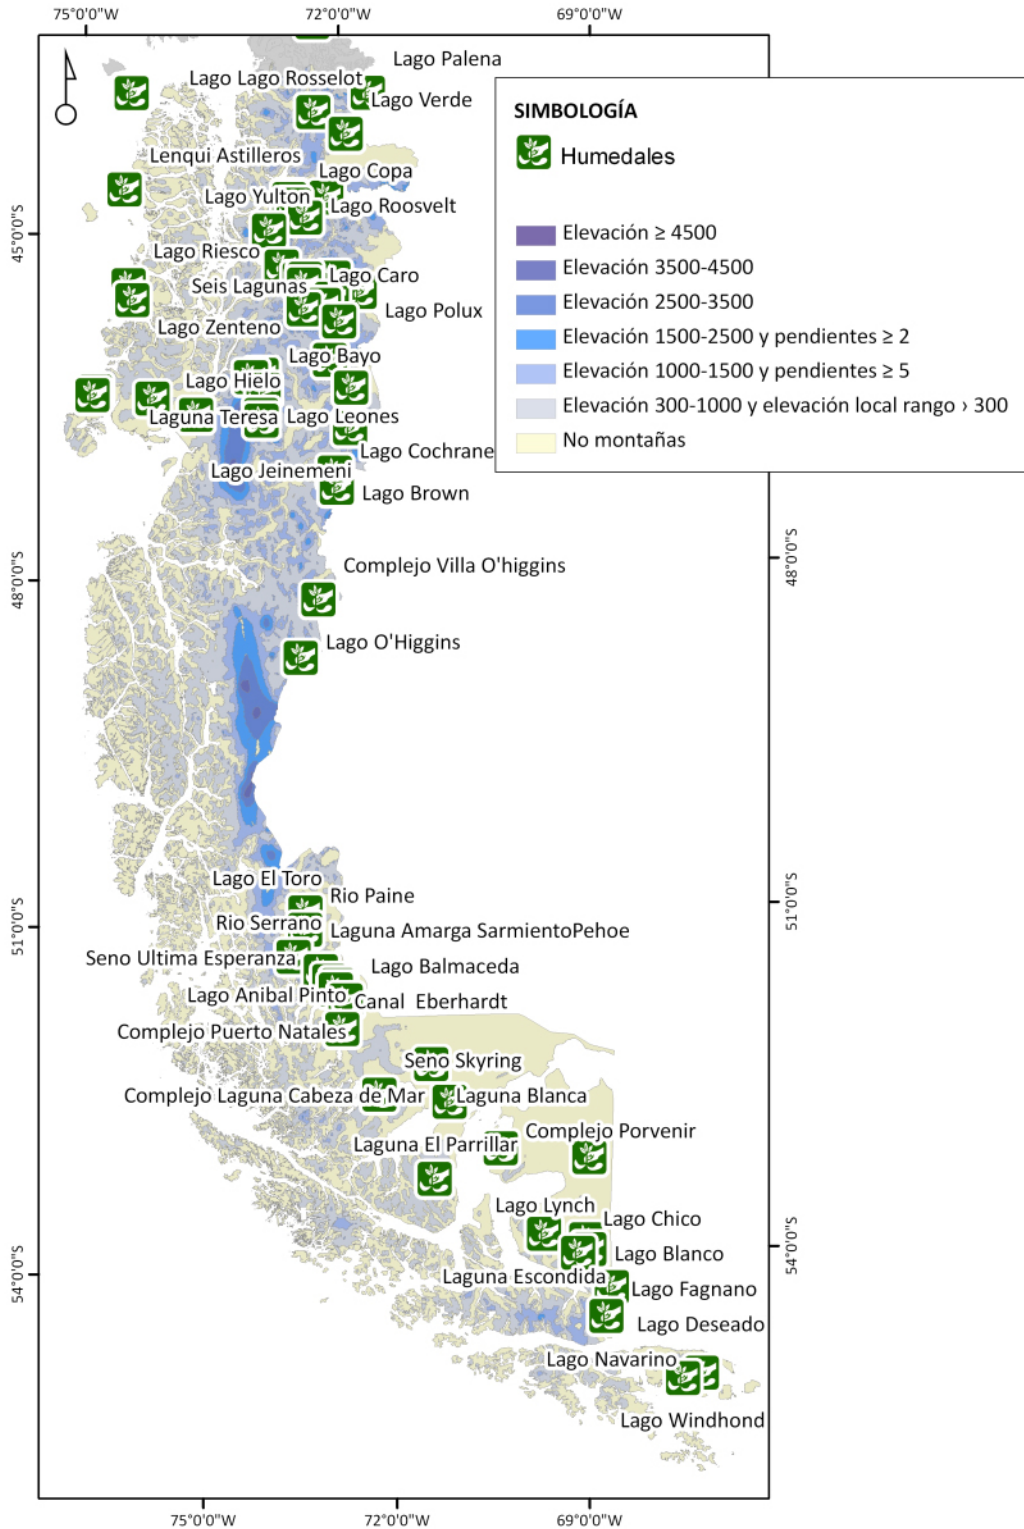 75°0'0"W 72°0'0"W 69°0'0"W
Lago Palena
Lago Lago Rosselot
Lago Verde
SIMBOLOGÍA
Humedales
Elevación ≥ 4500
Elevación 3500-4500
Elevación 2500-3500
Elevación 1500-2500 y pendientes ≥ 2
Elevación 1000-1500 y pendientes ≥ 5
Elevación 300-1000 y elevación local rango › 300
No montañas
Lenqui Astilleros
Lago Copa
Lago Yulton
Lago Roosvelt
45°0'0"S
Lago Riesco
Lago Caro
Seis Lagunas
Lago Polux
Lago Zenteno
Lago Bayo
Lago Hielo
Laguna Teresa
Lago Leones
Lago Cochrane
Lago Jeinemeni
Lago Brown
48°0'0"S
48°0'0"S
Complejo Villa O'higgins
Lago O'Higgins
Lago El Toro
Rio Paine
51°0'0"S
51°0'0"S
Rio Serrano
Laguna Amarga SarmientoPehoe
Seno Ultima Esperanza
Lago Balmaceda
Lago Anibal Pinto
Canal Eberhardt
Complejo Puerto Natales
Seno Skyring
Complejo Laguna Cabeza de Mar
Laguna Blanca
Complejo Porvenir
Laguna El Parrillar
Lago Lynch
Lago Chico
Lago Blanco
54°0'0"S
54°0'0"S
Laguna Escondida
Lago Fagnano
Lago Deseado
Lago Navarino
Lago Windhond
75°0'0"W 72°0'0"W 69°0'0"W